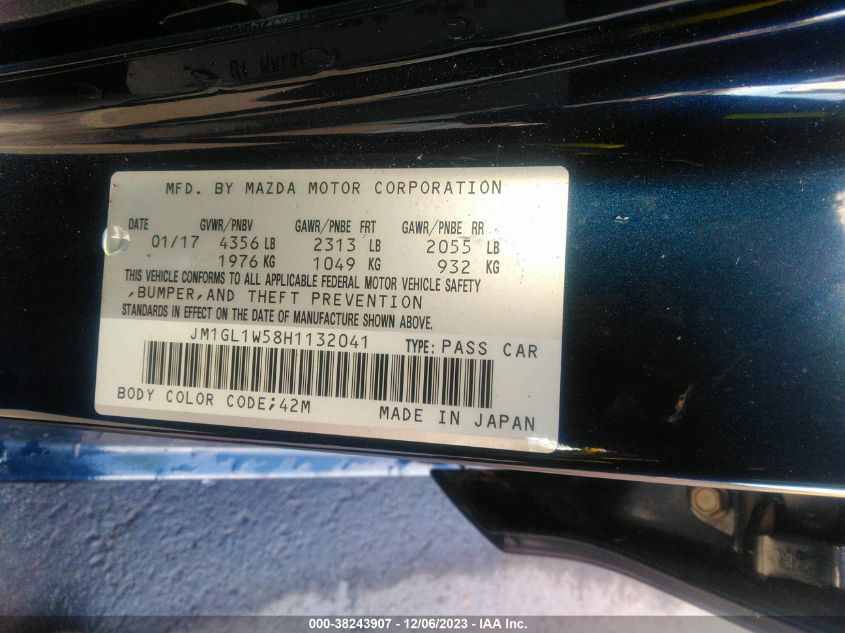 MFD. BY MAZDA MOTOR CORPORATION
DATE GVWR/PNBV GAWR/PNBE FRT GAWR/PNBE RR
01/17 4356 LB 2313 LB 2055 LB
1976 KG 1049 KG 932 KG
THIS VEHICLE CONFORMS TO ALL APPLICABLE FEDERAL MOTOR VEHICLE SAFETY
,BUMPER,AND THEFT PREVENTION
STANDARDS IN EFFECT ON THE DATE OF MANUFACTURE SHOWN ABOVE.
JM1GL1W58H1132041 TYPE: PASS CAR
BODY COLOR CODE;42M MADE IN JAPAN
000-38243907 - 12/06/2023 - IAA Inc.